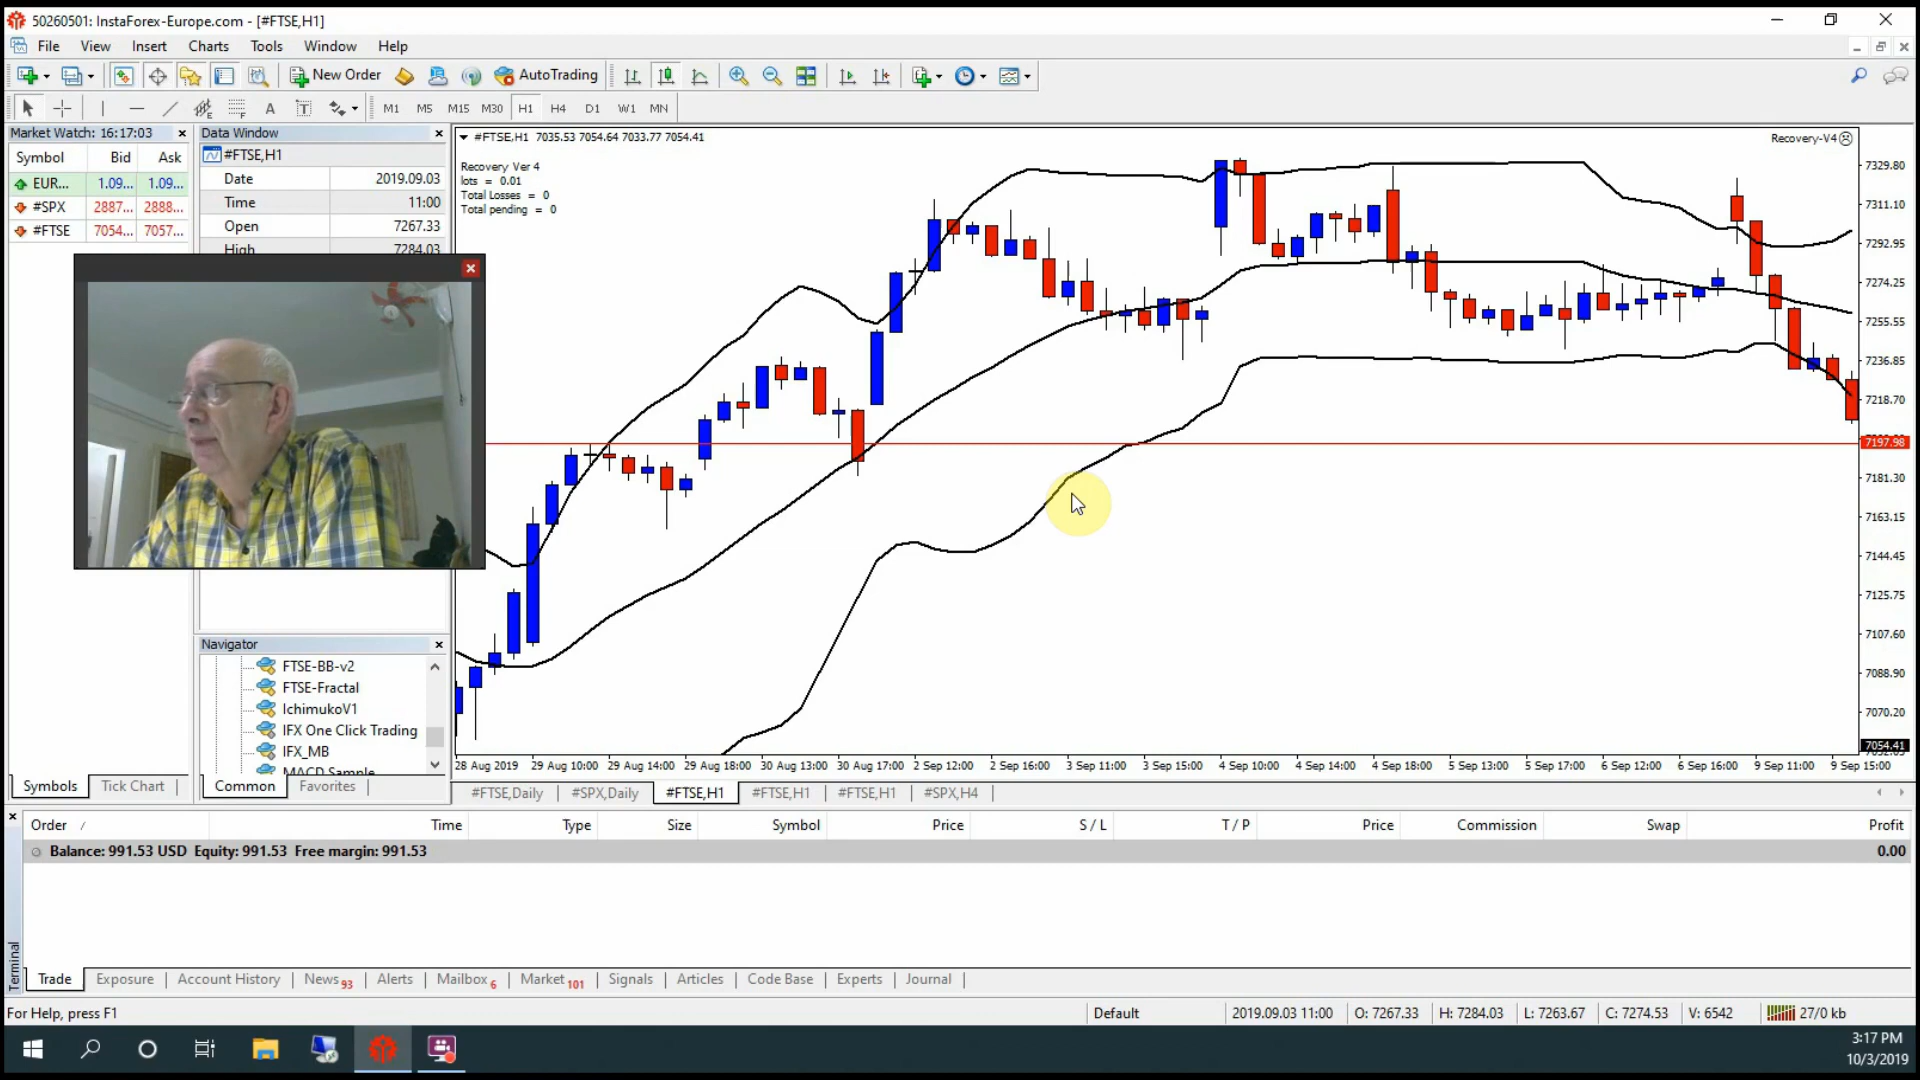 50260501: InstaForex-Europe.com - [#FTSE,H1]
File View Insert Charts Tools Window Help
New Order AutoTrading
A T M1 M5 M15 M30 H1 H4 D1 W1 MN
Market Watch: 16:17:03
Symbol Bid Ask
EUR... 1.09... 1.09...
#SPX 2887... 2888...
#FTSE 7054... 7057...
Symbols Tick Chart
Data Window
#FTSE,H1
Date 2019.09.03
Time 11:00
Open 7267.33
High 7284.03
Navigator
FTSE-BB-v2
FTSE-Fractal
IchimukoV1
IFX One Click Trading
IFX_MB
MACD Sample
Common Favorites
#FTSE,H1 7035.53 7054.64 7033.77 7054.41
Recovery-V4
Recovery Ver 4
lots = 0.01
Total Losses = 0
Total pending = 0
7329.80
7311.10
7292.95
7274.25
7255.55
7236.85
7218.70
7197.98
7181.30
7163.15
7144.45
7125.75
7107.60
7088.90
7070.20
7054.41
28 Aug 2019 29 Aug 10:00 29 Aug 14:00 29 Aug 18:00 30 Aug 13:00 30 Aug 17:00 2 Sep 12:00 2 Sep 16:00 3 Sep 11:00 3 Sep 15:00 4 Sep 10:00 4 Sep 14:00 4 Sep 18:00 5 Sep 13:00 5 Sep 17:00 6 Sep 12:00 6 Sep 16:00 9 Sep 11:00 9 Sep 15:00
#FTSE,Daily #SPX,Daily #FTSE,H1 #FTSE,H1 #FTSE,H1 #SPX,H4
Order / Time Type Size Symbol Price S / L T / P Price Commission Swap Profit
Balance: 991.53 USD Equity: 991.53 Free margin: 991.53 0.00
Terminal
Trade Exposure Account History News 93 Alerts Mailbox 6 Market 101 Signals Articles Code Base Experts Journal
For Help, press F1 Default 2019.09.03 11:00 O: 7267.33 H: 7284.03 L: 7263.67 C: 7274.53 V: 6542 27/0 kb
3:17 PM
10/3/2019